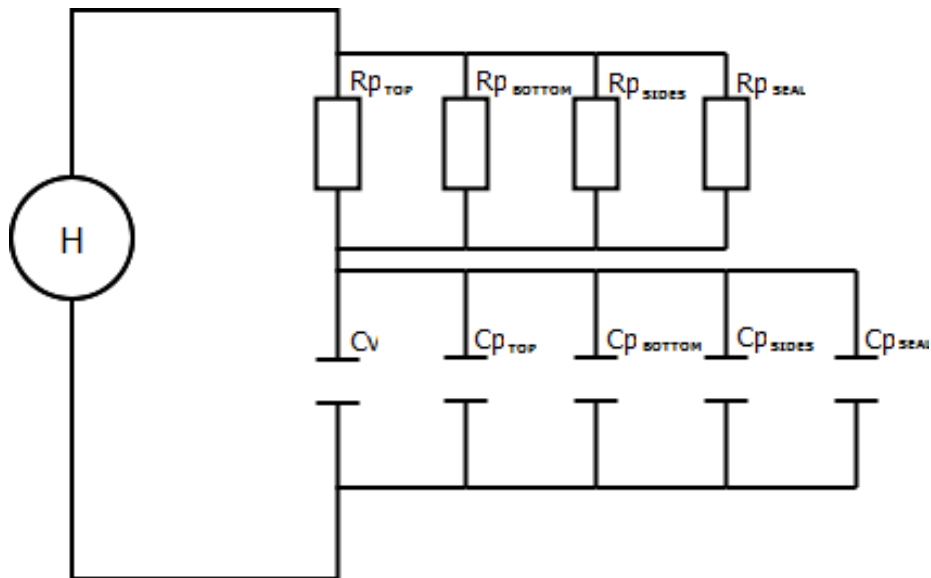 Rp TOP
Rp BOTTOM
Rp SIDES
Rp SEAL
H
Cv
Cp TOP
Cp BOTTOM
Cp SIDES
Cp SEAL